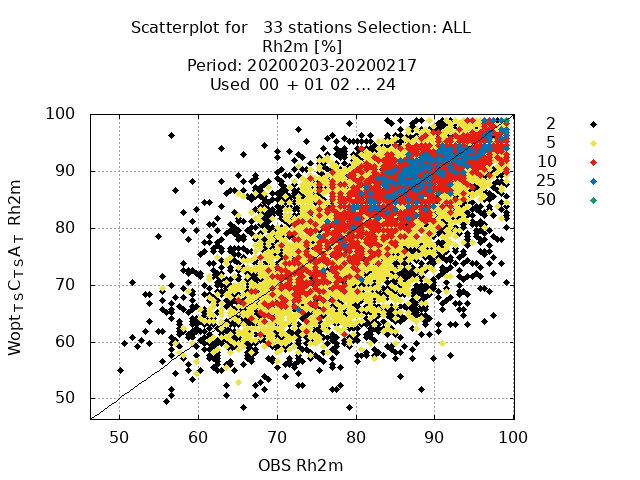 Scatterplot for   33 stations Selection: ALL
Rh2m [%]
Period: 20200203-20200217
Used  00 + 01 02 ... 24
2
5
10
25
50
100
90
80
70
60
50
Wopt_TSC_TSA_T Rh2m
50 60 70 80 90 100
OBS Rh2m